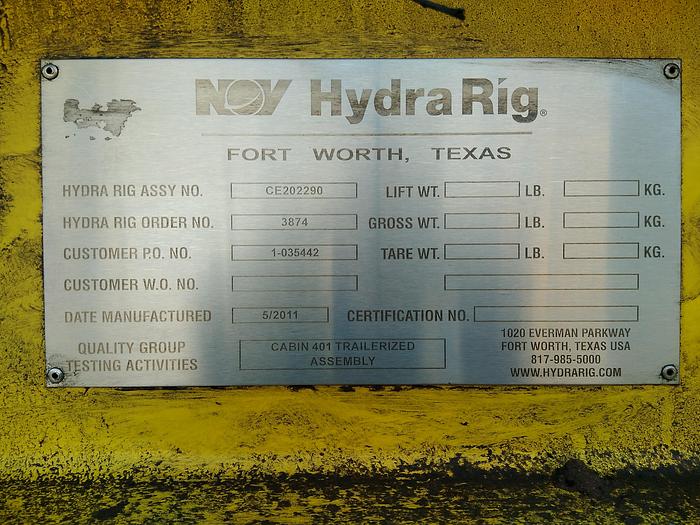 NOV HydraRig®
FORT WORTH, TEXAS
HYDRA RIG ASSY NO. CE202290 LIFT WT. LB. KG.
HYDRA RIG ORDER NO. 3874 GROSS WT. LB. KG.
CUSTOMER P.O. NO. 1-035442 TARE WT. LB. KG.
CUSTOMER W.O. NO.
DATE MANUFACTURED 5/2011 CERTIFICATION NO.
QUALITY GROUP
TESTING ACTIVITIES
CABIN 401 TRAILERIZED
ASSEMBLY
1020 EVERMAN PARKWAY
FORT WORTH, TEXAS USA
817-985-5000
WWW.HYDRARIG.COM